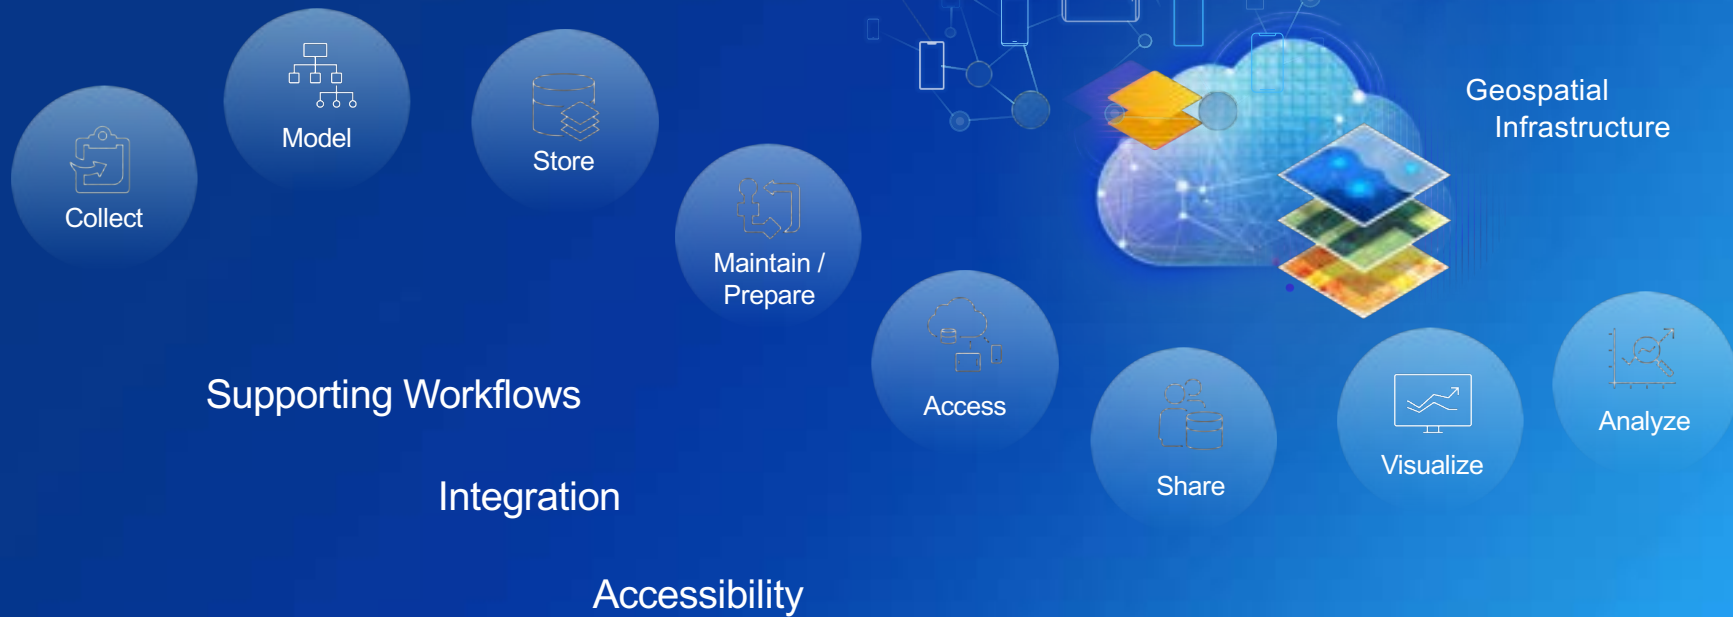 Geospatial
Infrastructure
Collect
Model
Store
Maintain /
Prepare
Access
Share
Visualize
Analyze
Supporting Workflows
Integration
Accessibility